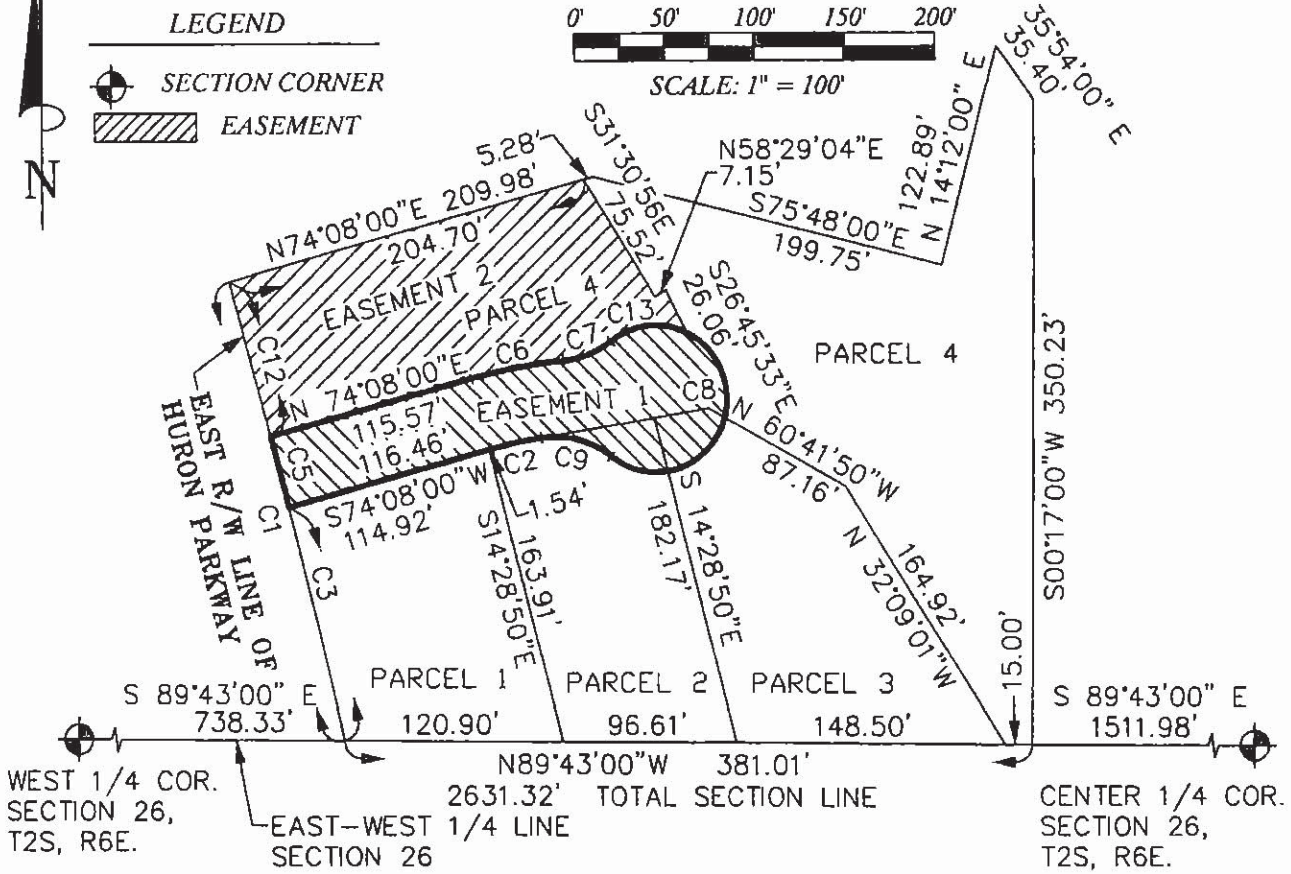 LEGEND
SECTION CORNER
EASEMENT
N
0' 50' 100' 150' 200'
SCALE: 1" = 100'
35°54'00" E
35.40'
122.89'
N 14°12'00" E
S31°30'56E
75.52'
5.28'
N58°29'04"E
7.15'
S75°48'00"E
199.75'
N74°08'00"E 209.98'
204.70'
EASEMENT 2
PARCEL 4
S26°45'33"E
26.06'
PARCEL 4
C12
C6
C7
C13
N 74°08'00"E
115.57'
116.46'
EASEMENT 1
C8
N 60°41'50"W
87.16'
EAST R/W LINE OF
HURON PARKWAY
C5
C1
C3
S74°08'00"W
114.92'
C2
C9
1.54'
S14°28'50"E
163.91'
S 14°28'50"E
182.17'
164.92'
N 32°09'01"W
S00°17'00"W 350.23'
15.00'
PARCEL 1
PARCEL 2
PARCEL 3
S 89°43'00" E
738.33'
120.90'
96.61'
148.50'
S 89°43'00" E
1511.98'
N89°43'00"W 381.01'
2631.32' TOTAL SECTION LINE
WEST 1/4 COR.
SECTION 26,
T2S, R6E.
EAST-WEST 1/4 LINE
SECTION 26
CENTER 1/4 COR.
SECTION 26,
T2S, R6E.